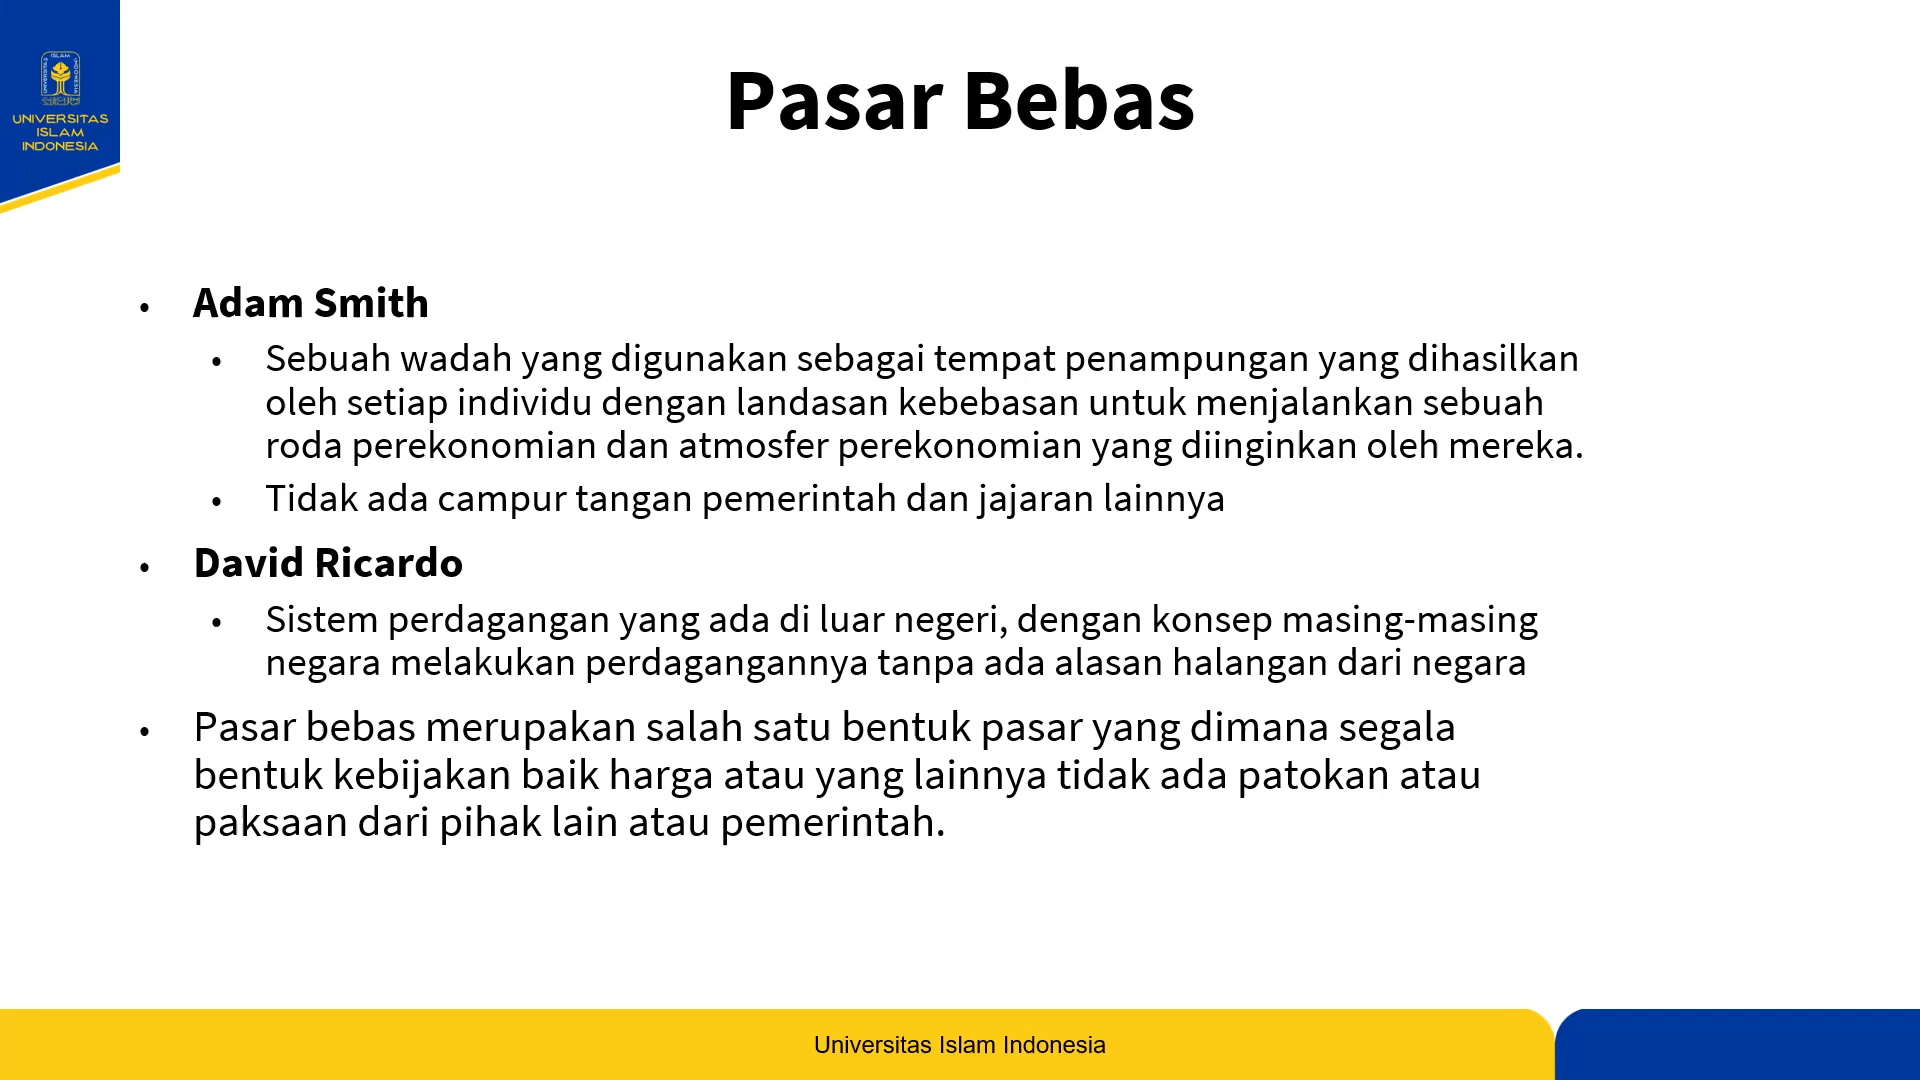 UNIVERSITAS
ISLAM
INDONESIA
Pasar Bebas
• Adam Smith
• Sebuah wadah yang digunakan sebagai tempat penampungan yang dihasilkan
oleh setiap individu dengan landasan kebebasan untuk menjalankan sebuah
roda perekonomian dan atmosfer perekonomian yang diinginkan oleh mereka.
• Tidak ada campur tangan pemerintah dan jajaran lainnya
• David Ricardo
• Sistem perdagangan yang ada di luar negeri, dengan konsep masing-masing
negara melakukan perdagangannya tanpa ada alasan halangan dari negara
• Pasar bebas merupakan salah satu bentuk pasar yang dimana segala
bentuk kebijakan baik harga atau yang lainnya tidak ada patokan atau
paksaan dari pihak lain atau pemerintah.
Universitas Islam Indonesia